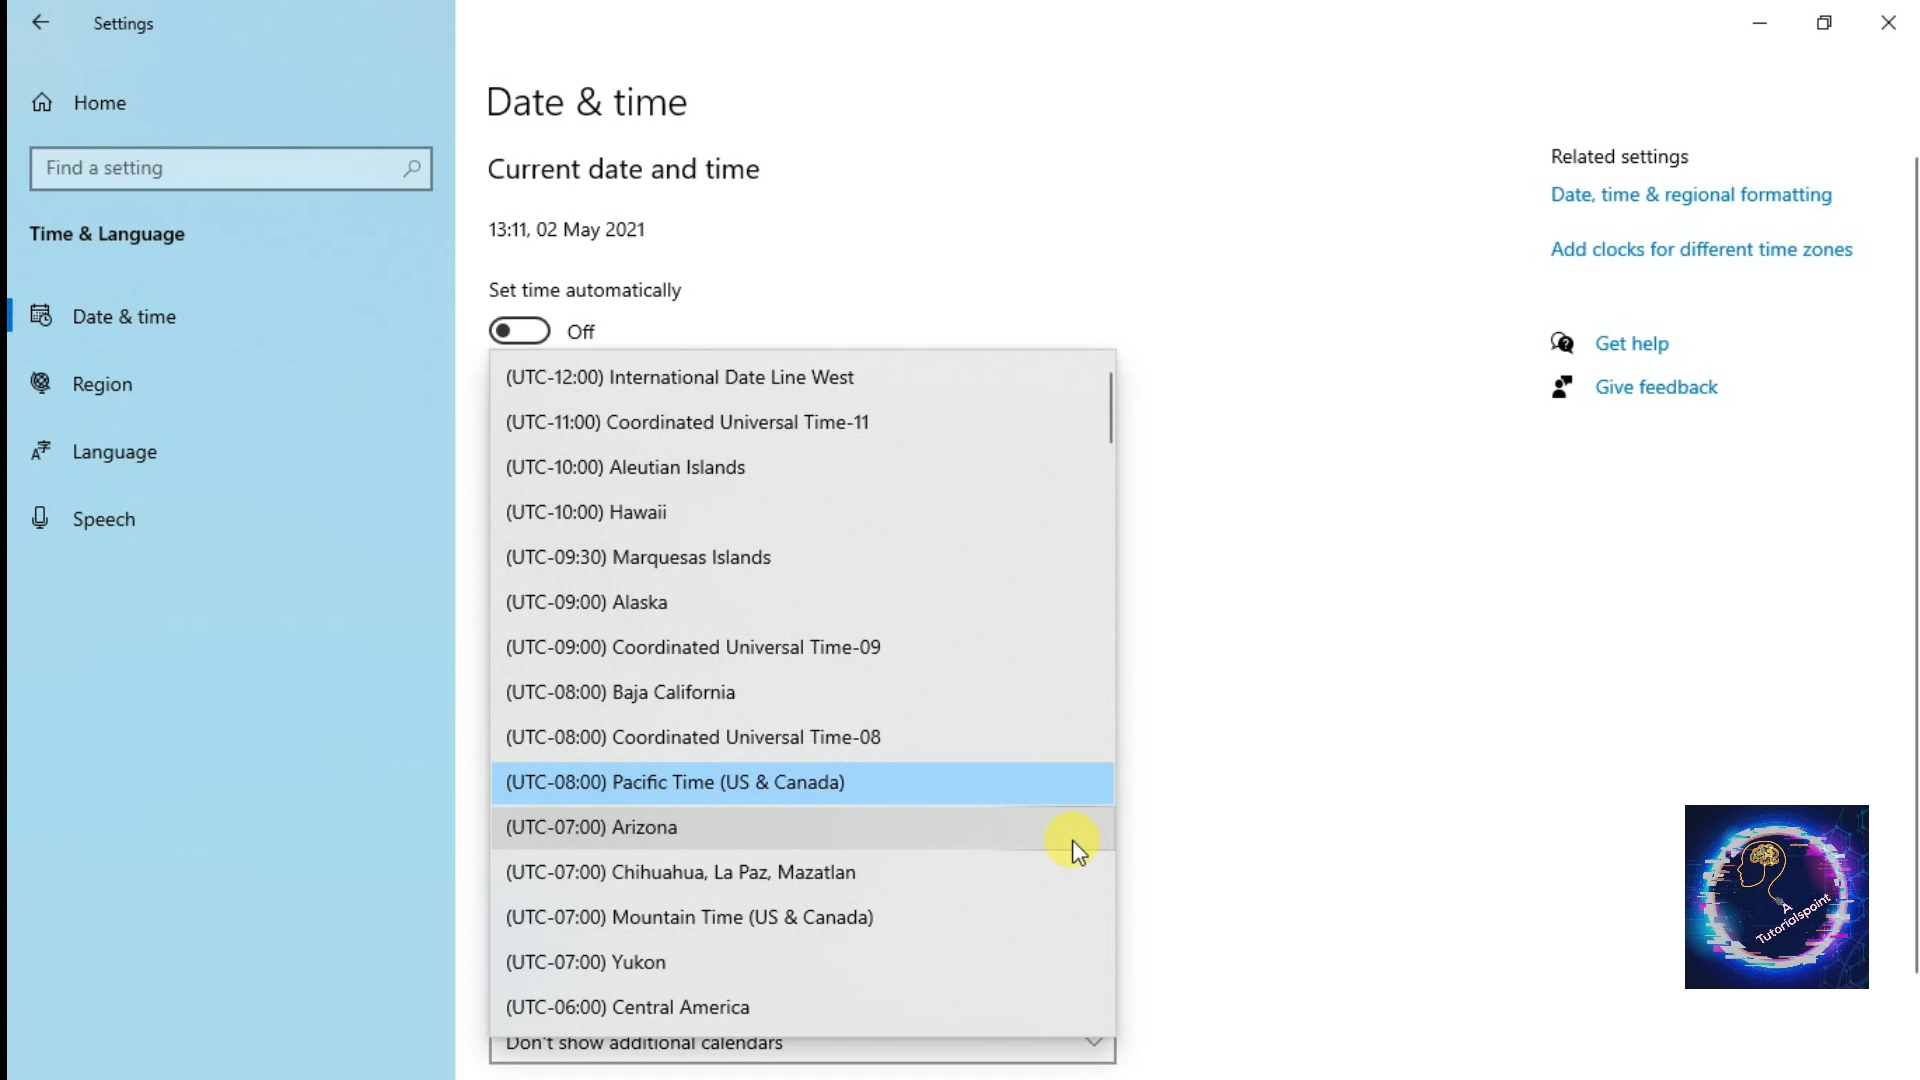 Settings
Home
Find a setting
Time & Language
Date & time
Region
Language
Speech
Date & time
Current date and time
13:11, 02 May 2021
Set time automatically
Off
(UTC-12:00) International Date Line West
(UTC-11:00) Coordinated Universal Time-11
(UTC-10:00) Aleutian Islands
(UTC-10:00) Hawaii
(UTC-09:30) Marquesas Islands
(UTC-09:00) Alaska
(UTC-09:00) Coordinated Universal Time-09
(UTC-08:00) Baja California
(UTC-08:00) Coordinated Universal Time-08
(UTC-08:00) Pacific Time (US & Canada)
(UTC-07:00) Arizona
(UTC-07:00) Chihuahua, La Paz, Mazatlan
(UTC-07:00) Mountain Time (US & Canada)
(UTC-07:00) Yukon
(UTC-06:00) Central America
Don't show additional calendars
Related settings
Date, time & regional formatting
Add clocks for different time zones
Get help
Give feedback
A
Tutorialspoint